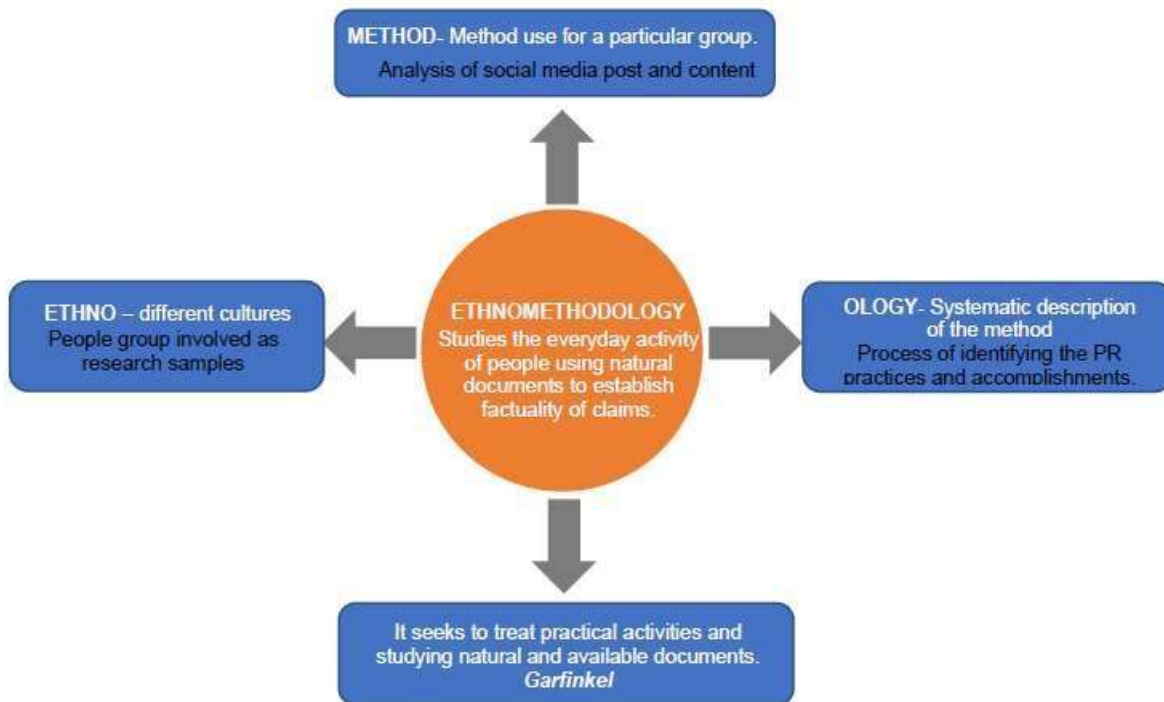 METHOD- Method use for a particular group.
Analysis of social media post and content
ETHNO – different cultures
People group involved as
research samples
ETHNOMETHODOLOGY
Studies the everyday activity
of people using natural
documents to establish
factuality of claims.
OLOGY- Systematic description
of the method
Process of identifying the PR
practices and accomplishments.
It seeks to treat practical activities and
studying natural and available documents.
Garfinkel